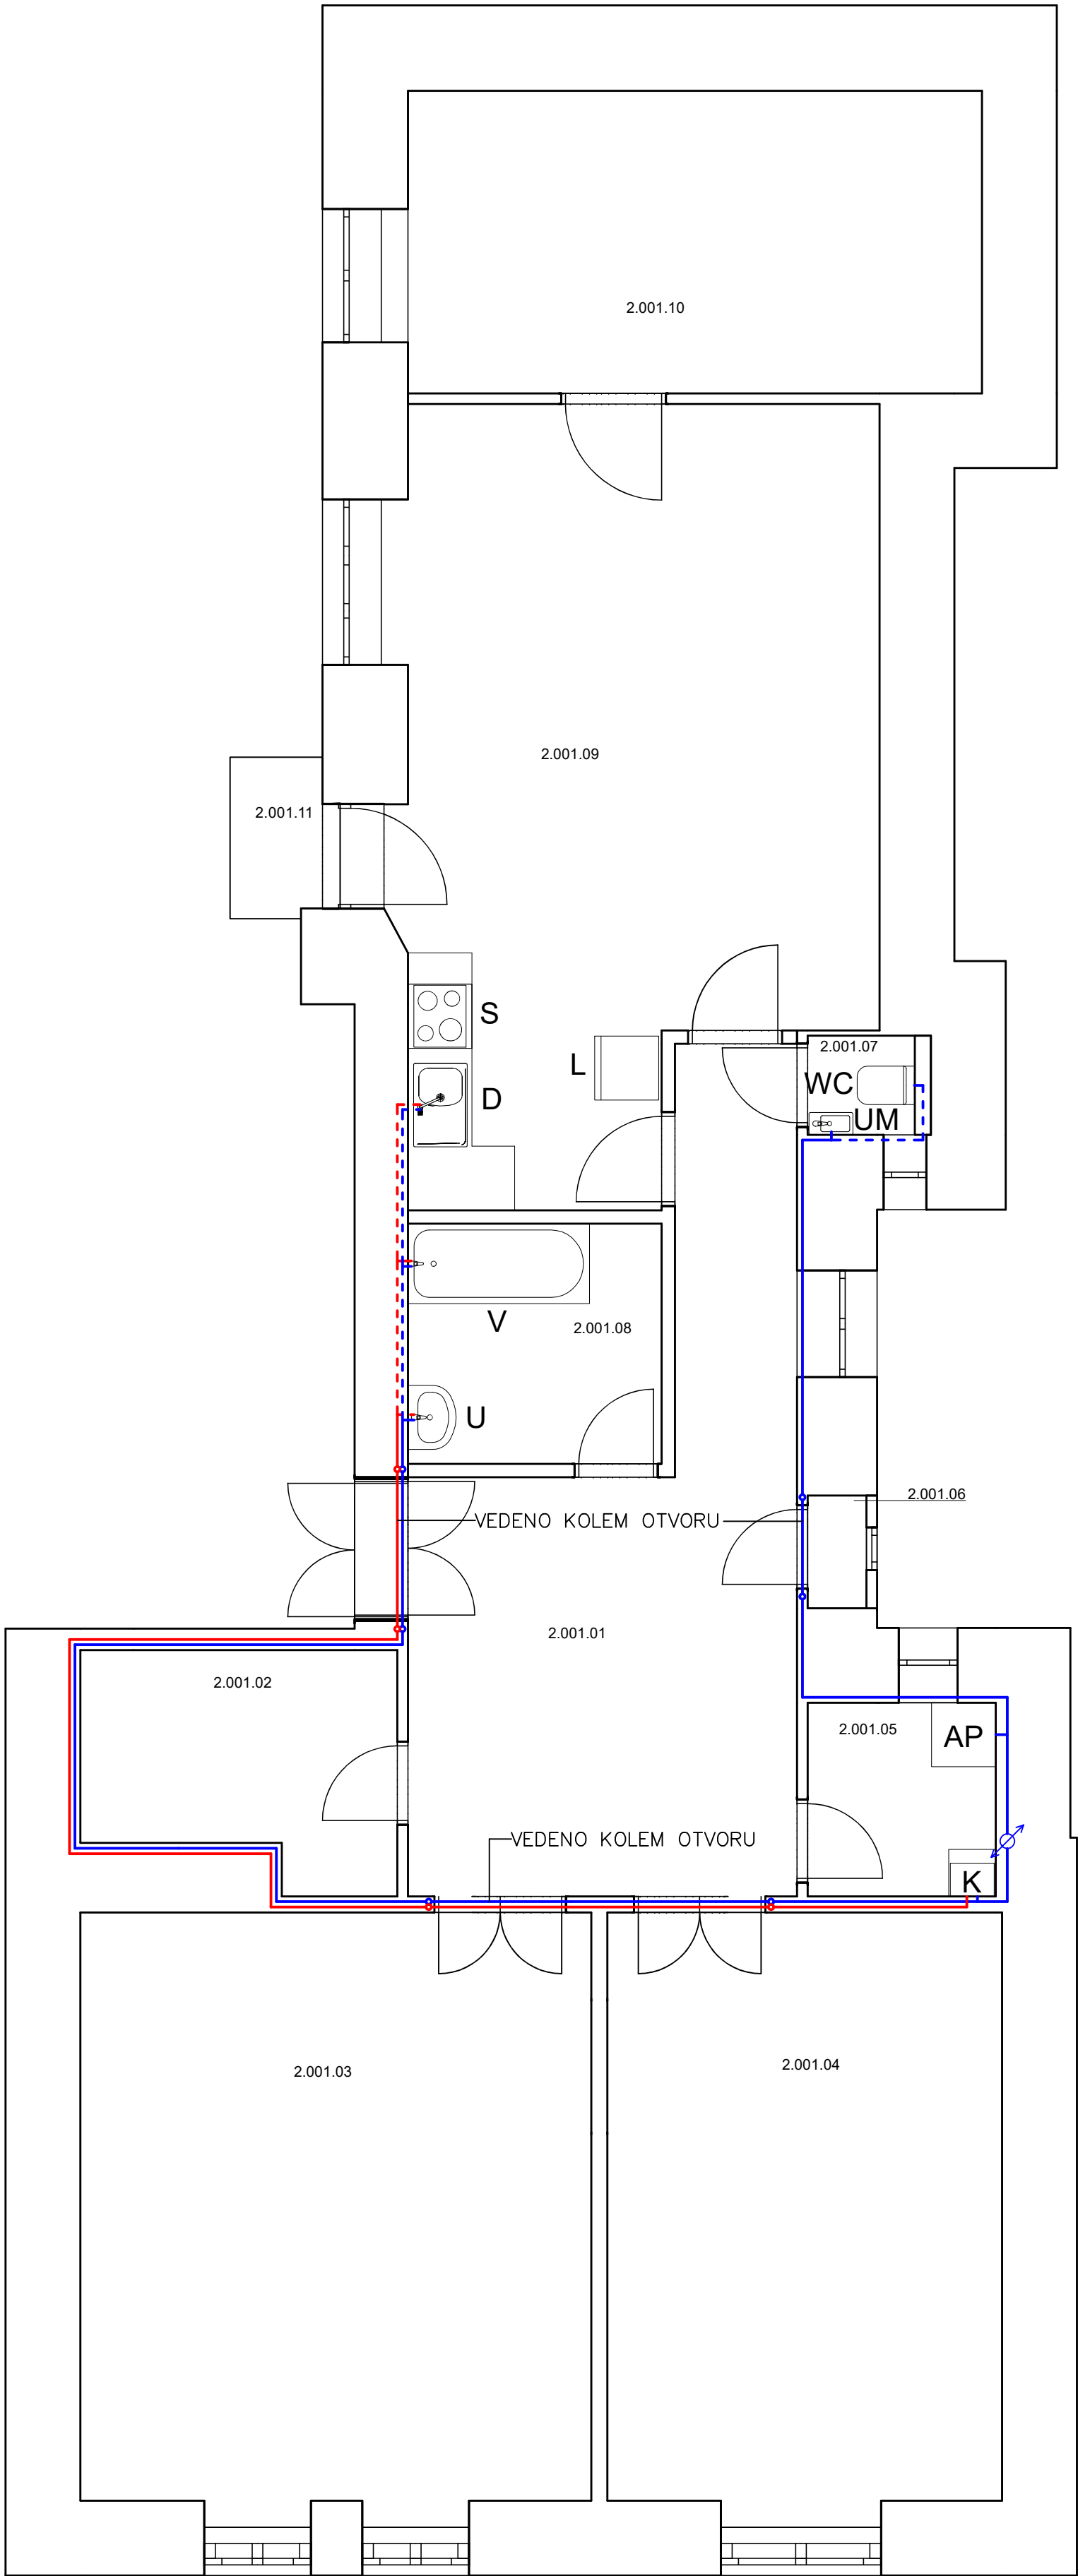 2.001.10
2.001.09
2.001.11
S
D
L
2.001.07
WC
UM
V
2.001.08
U
2.001.06
VEDENO KOLEM OTVORU
2.001.01
2.001.02
2.001.05
AP
VEDENO KOLEM OTVORU
K
2.001.03
2.001.04